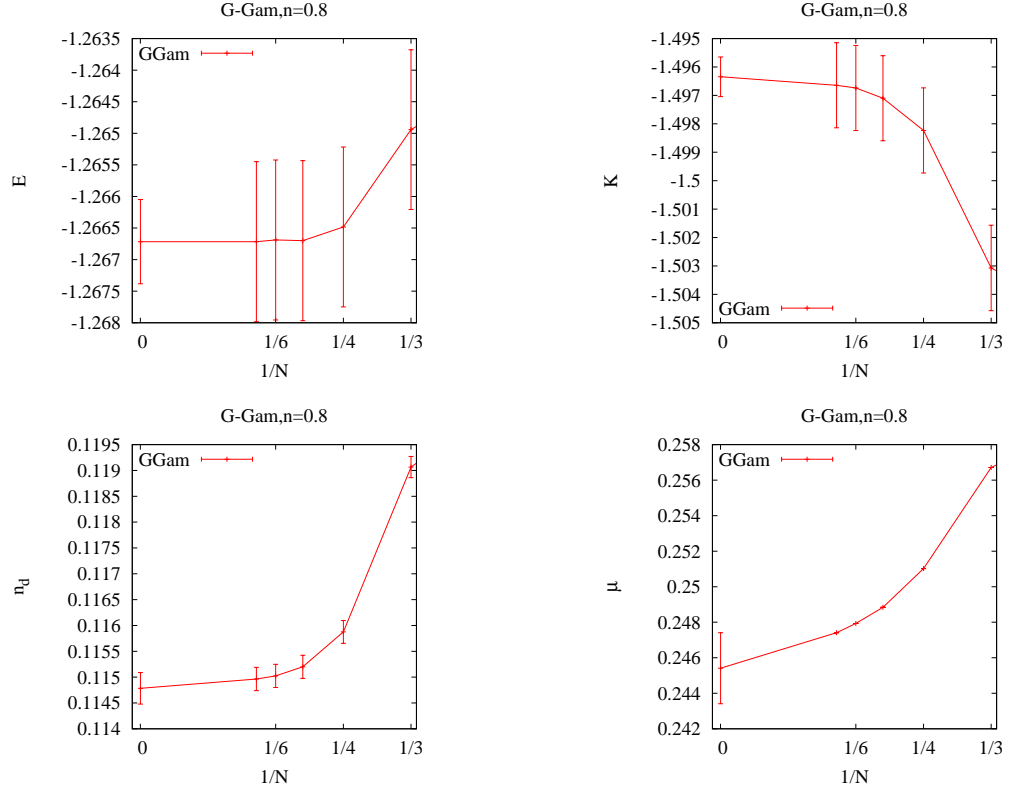 G-Gam,n=0.8
GGam
E
-1.2635
-1.264
-1.2645
-1.265
-1.2655
-1.266
-1.2665
-1.267
-1.2675
-1.268
0 1/6 1/4 1/3
1/N
G-Gam,n=0.8
GGam
K
-1.495
-1.496
-1.497
-1.498
-1.499
-1.5
-1.501
-1.502
-1.503
-1.504
-1.505
0 1/6 1/4 1/3
1/N
G-Gam,n=0.8
GGam
n_d
0.1195
0.119
0.1185
0.118
0.1175
0.117
0.1165
0.116
0.1155
0.115
0.1145
0.114
0 1/6 1/4 1/3
1/N
G-Gam,n=0.8
GGam
μ
0.258
0.256
0.254
0.252
0.25
0.248
0.246
0.244
0.242
0 1/6 1/4 1/3
1/N